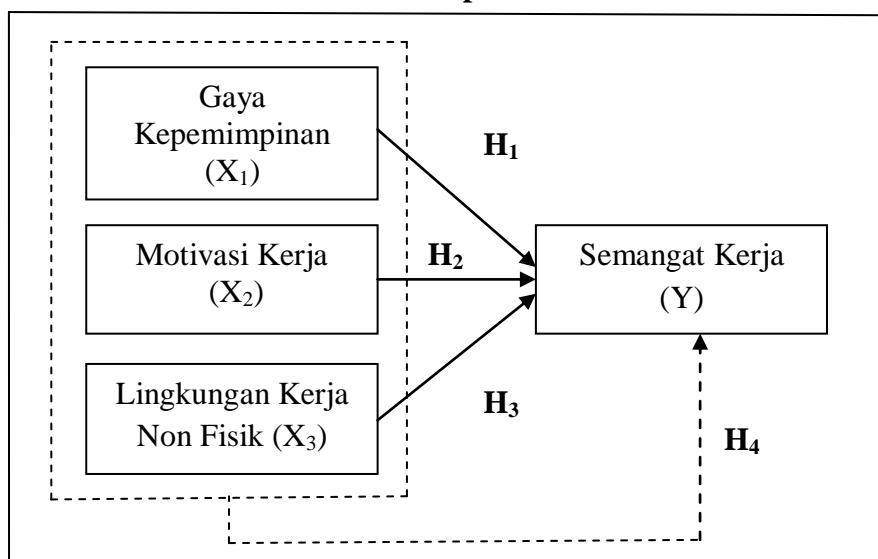 Gaya
Kepemimpinan
(X₁)
H₁
Motivasi Kerja
(X₂)
H₂
Semangat Kerja
(Y)
Lingkungan Kerja
Non Fisik (X₃)
H₃
H₄